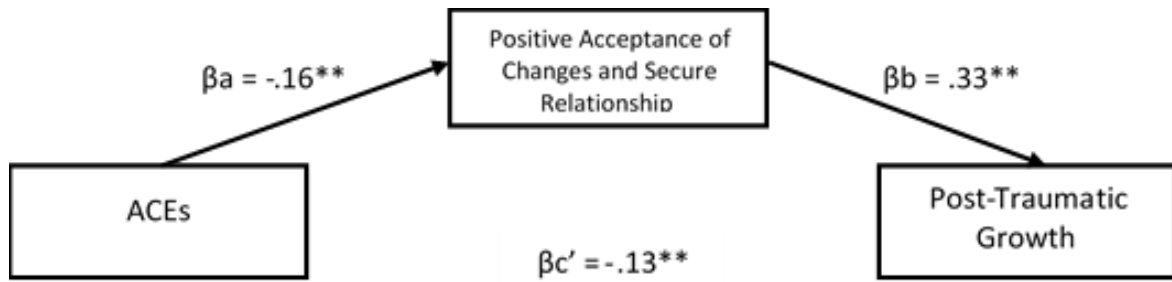 Positive Acceptance of
Changes and Secure
Relationship
βa = -.16**
βb = .33**
ACEs
Post-Traumatic
Growth
βc’ = -.13**